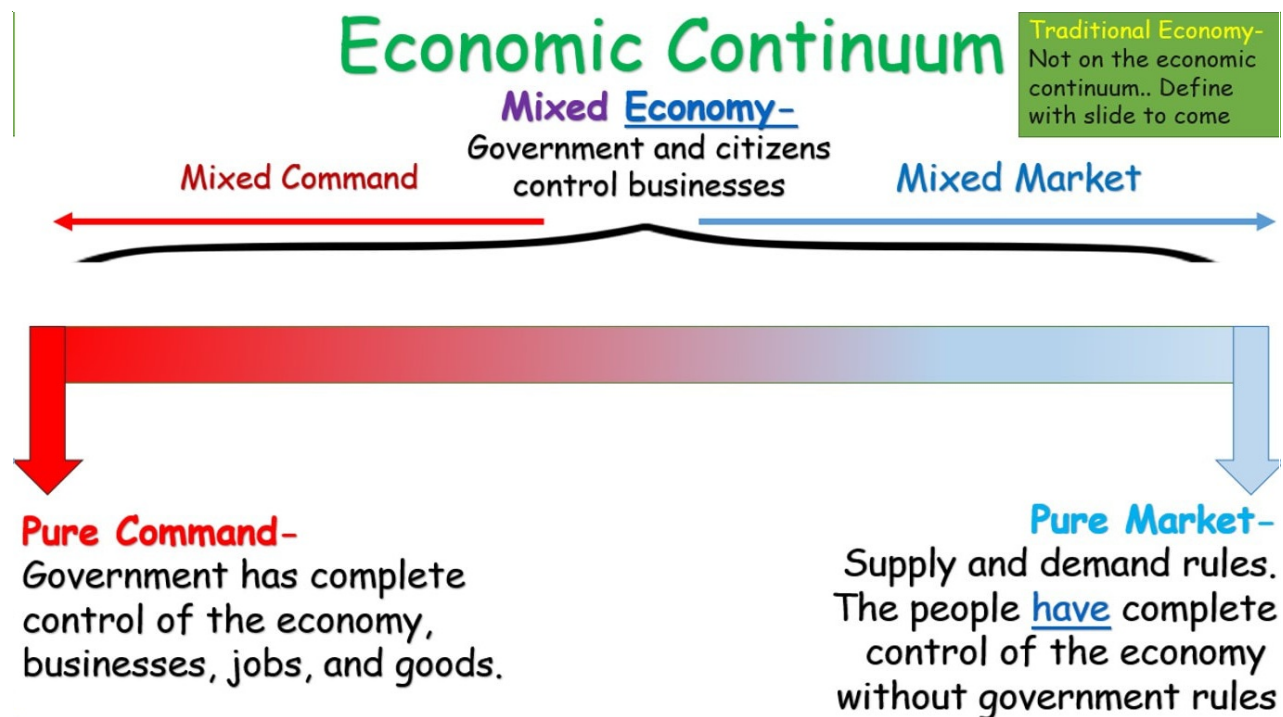 Economic Continuum
Traditional Economy-
Not on the economic
continuum.. Define
with slide to come
Mixed Economy-
Government and citizens
control businesses
Mixed Command
Mixed Market
Pure Command-
Government has complete
control of the economy,
businesses, jobs, and goods.
Pure Market-
Supply and demand rules.
The people have complete
control of the economy
without government rules